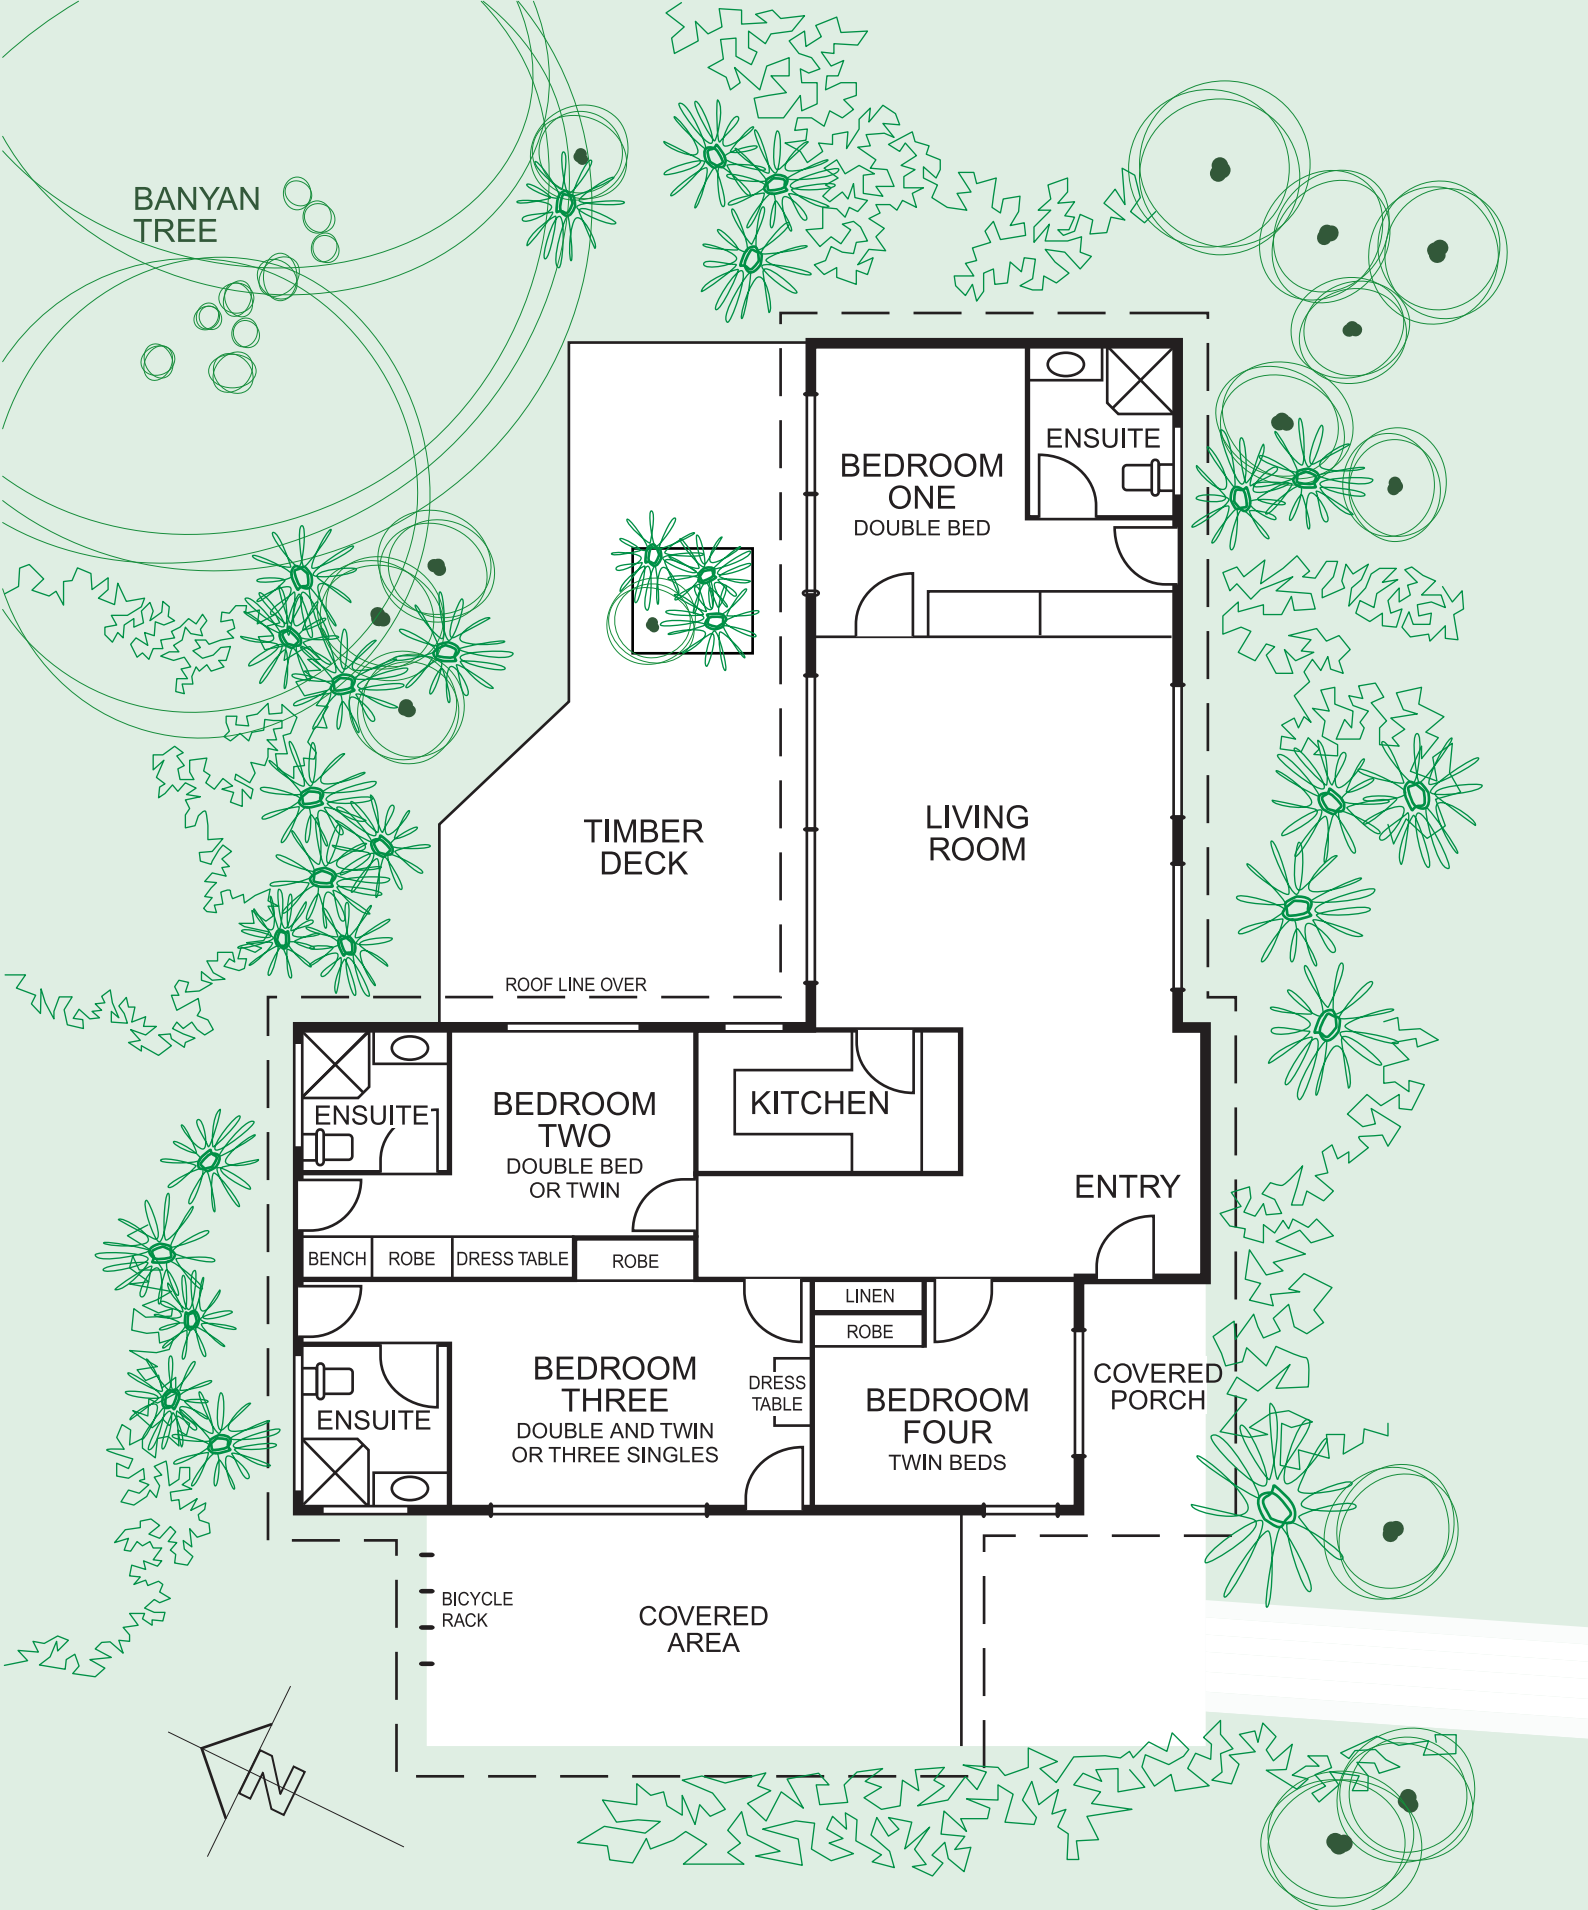 BANYAN
TREE
ENSUITE
BEDROOM
ONE
DOUBLE BED
LIVING
ROOM
TIMBER
DECK
ROOF LINE OVER
ENSUITE
BEDROOM
TWO
DOUBLE BED
OR TWIN
KITCHEN
ENTRY
BENCH
ROBE
DRESS TABLE
ROBE
LINEN
ROBE
BEDROOM
THREE
DOUBLE AND TWIN
OR THREE SINGLES
DRESS
TABLE
ENSUITE
BEDROOM
FOUR
TWIN BEDS
COVERED
PORCH
BICYCLE
RACK
COVERED
AREA
N